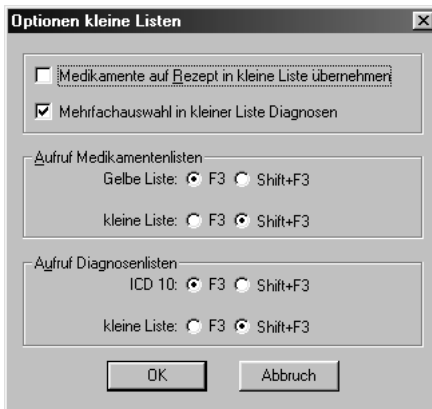 Optionen kleine Listen
Medikamente auf Rezept in kleine Liste übernehmen
Mehrfachauswahl in kleiner Liste Diagnosen
Aufruf Medikamentenlisten
Gelbe Liste: F3 Shift+F3
kleine Liste: F3 Shift+F3
Aufruf Diagnosenlisten
ICD 10: F3 Shift+F3
kleine Liste: F3 Shift+F3
OK Abbruch